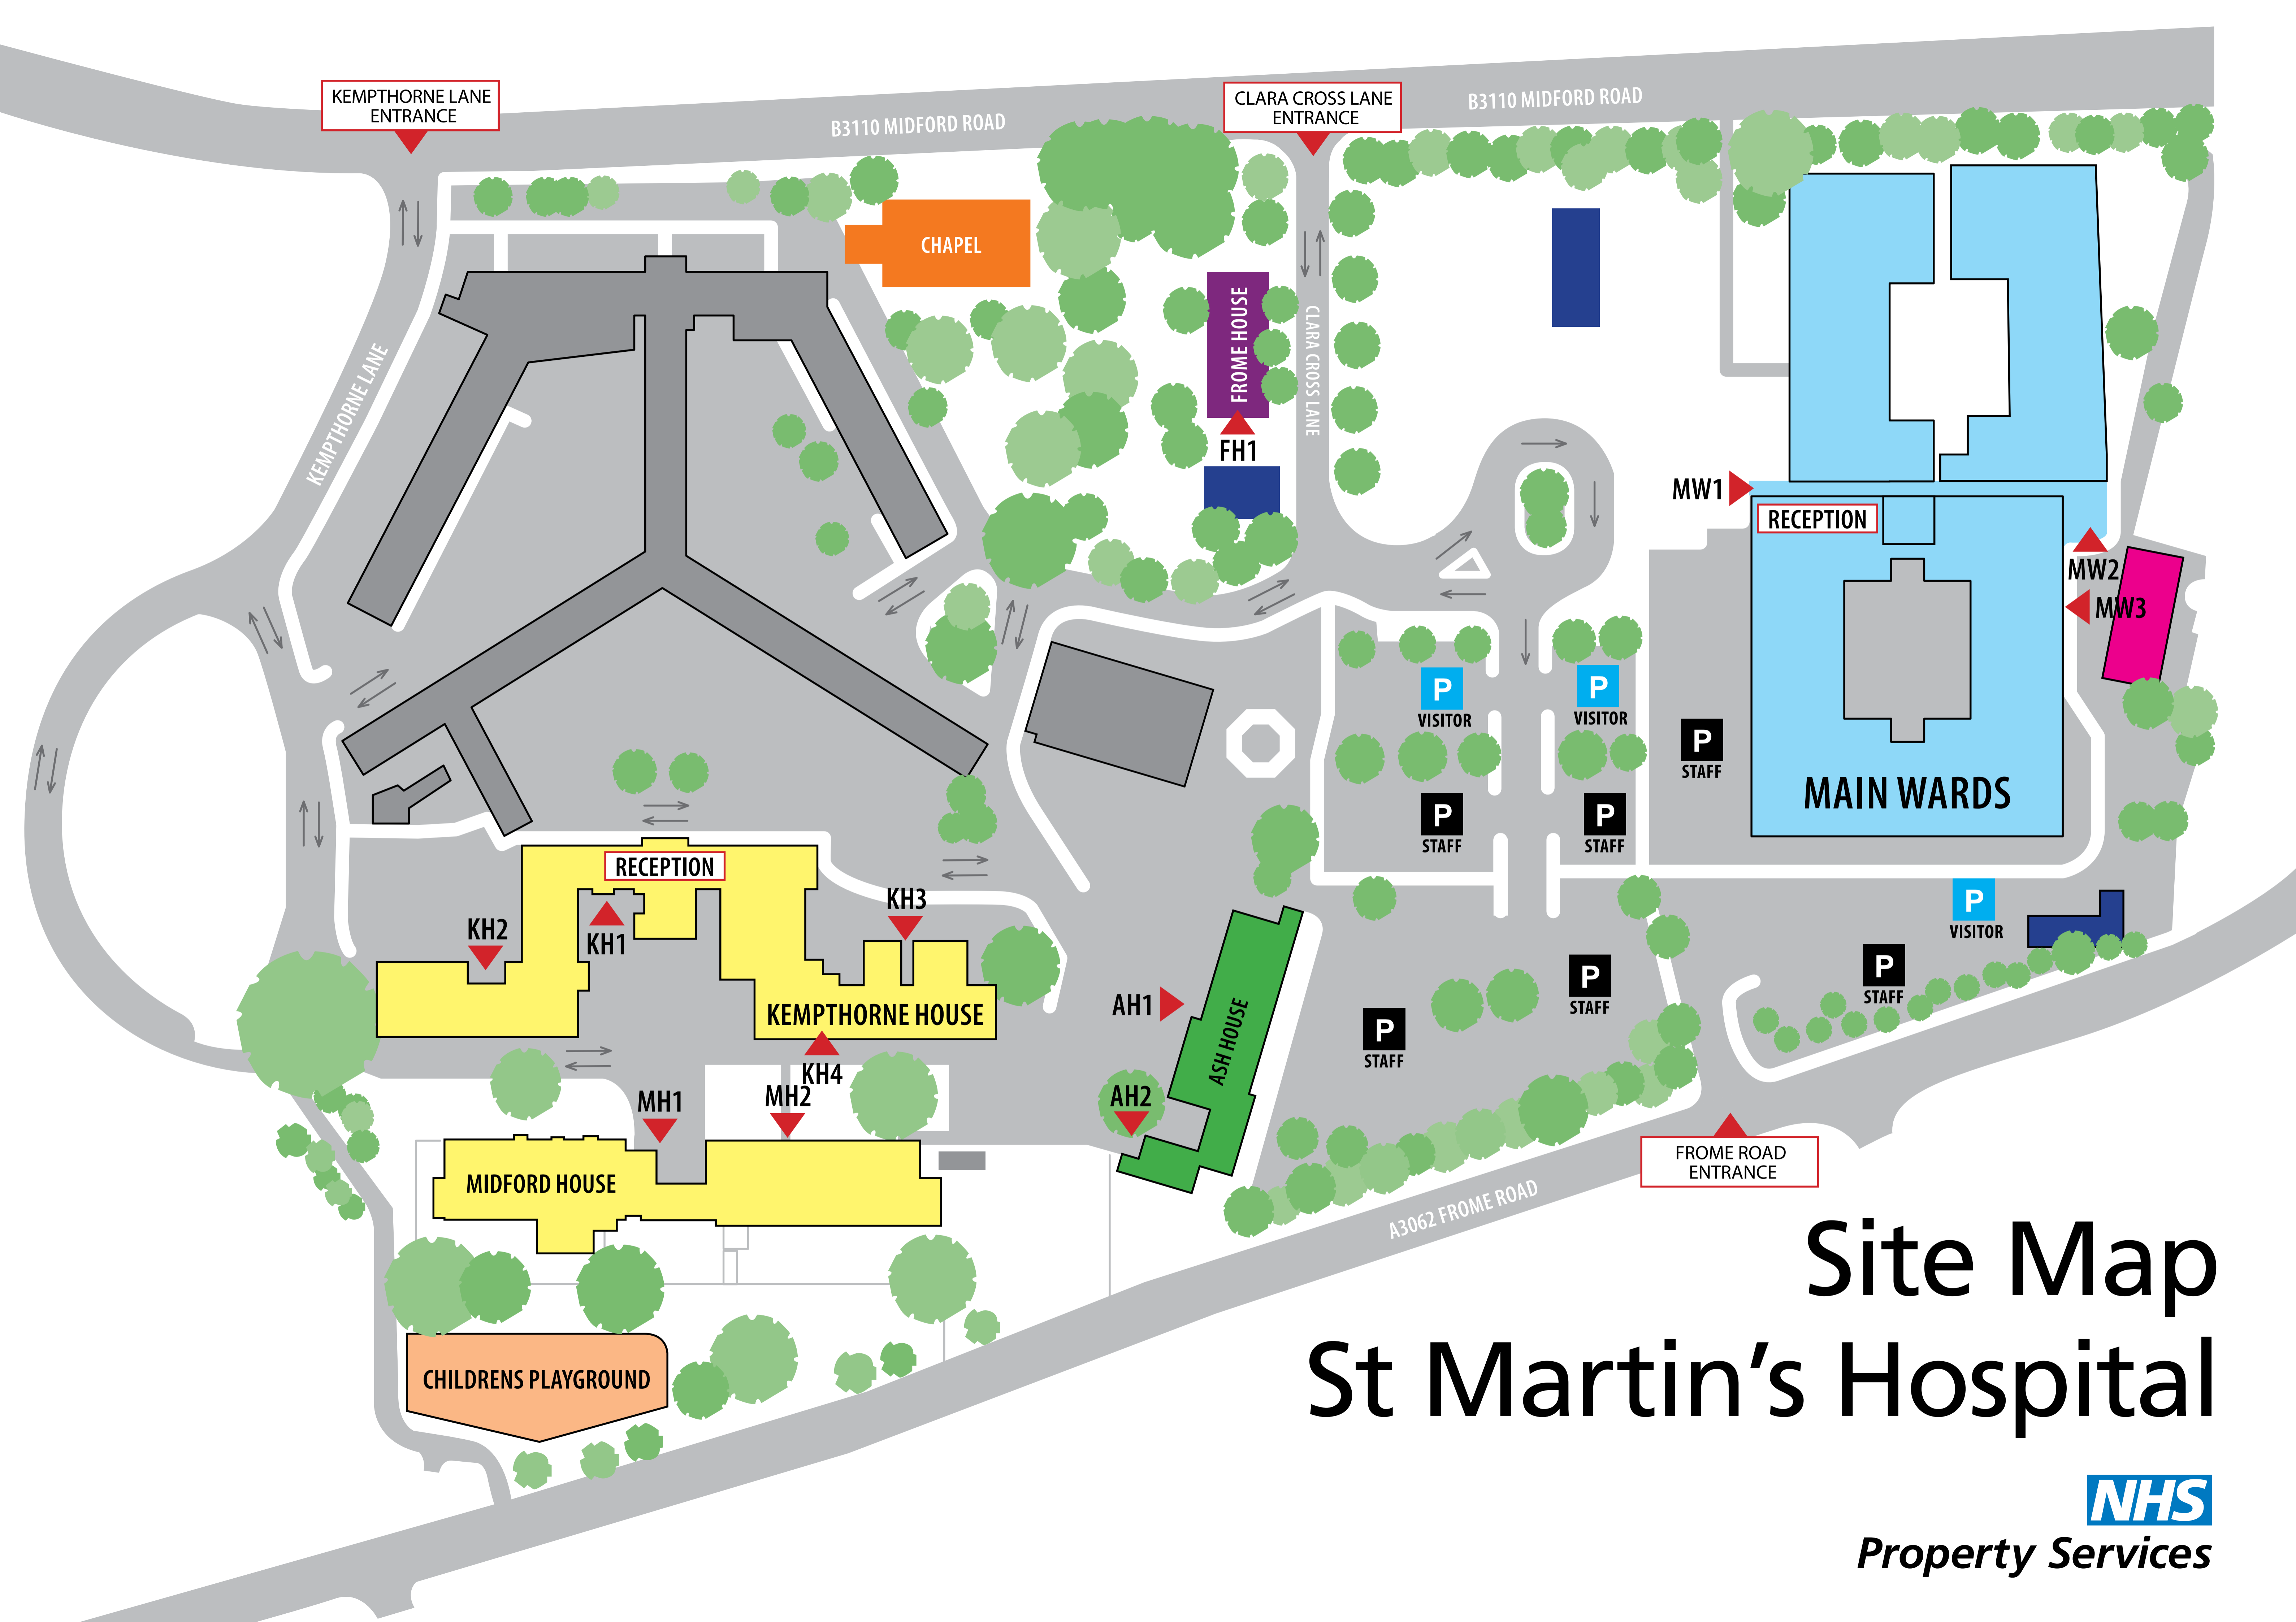 KEMPTHORNE LANE
ENTRANCE
CLARA CROSS LANE
ENTRANCE
B3110 MIDFORD ROAD
B3110 MIDFORD ROAD
CHAPEL
FROME HOUSE
CLARA CROSS LANE
KEMPTHORNE LANE
FH1
MW1
RECEPTION
MW2
MW3
P
VISITOR
P
VISITOR
P
STAFF
MAIN WARDS
P
STAFF
P
STAFF
RECEPTION
KH3
KH2
KH1
P
VISITOR
P
STAFF
P
STAFF
KEMPTHORNE HOUSE
AH1
ASH HOUSE
P
STAFF
KH4
MH1
MH2
AH2
MIDFORD HOUSE
FROME ROAD
ENTRANCE
A3062 FROME ROAD
CHILDRENS PLAYGROUND
Site Map
St Martin’s Hospital
NHS
Property Services